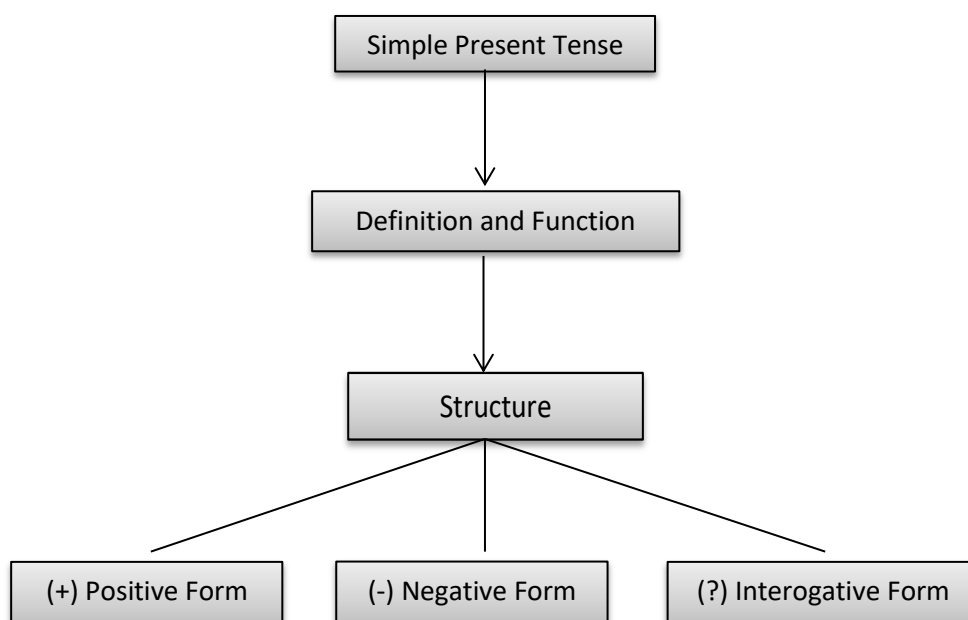 Simple Present Tense
Definition and Function
Structure
(+) Positive Form
(-) Negative Form
(?) Interogative Form